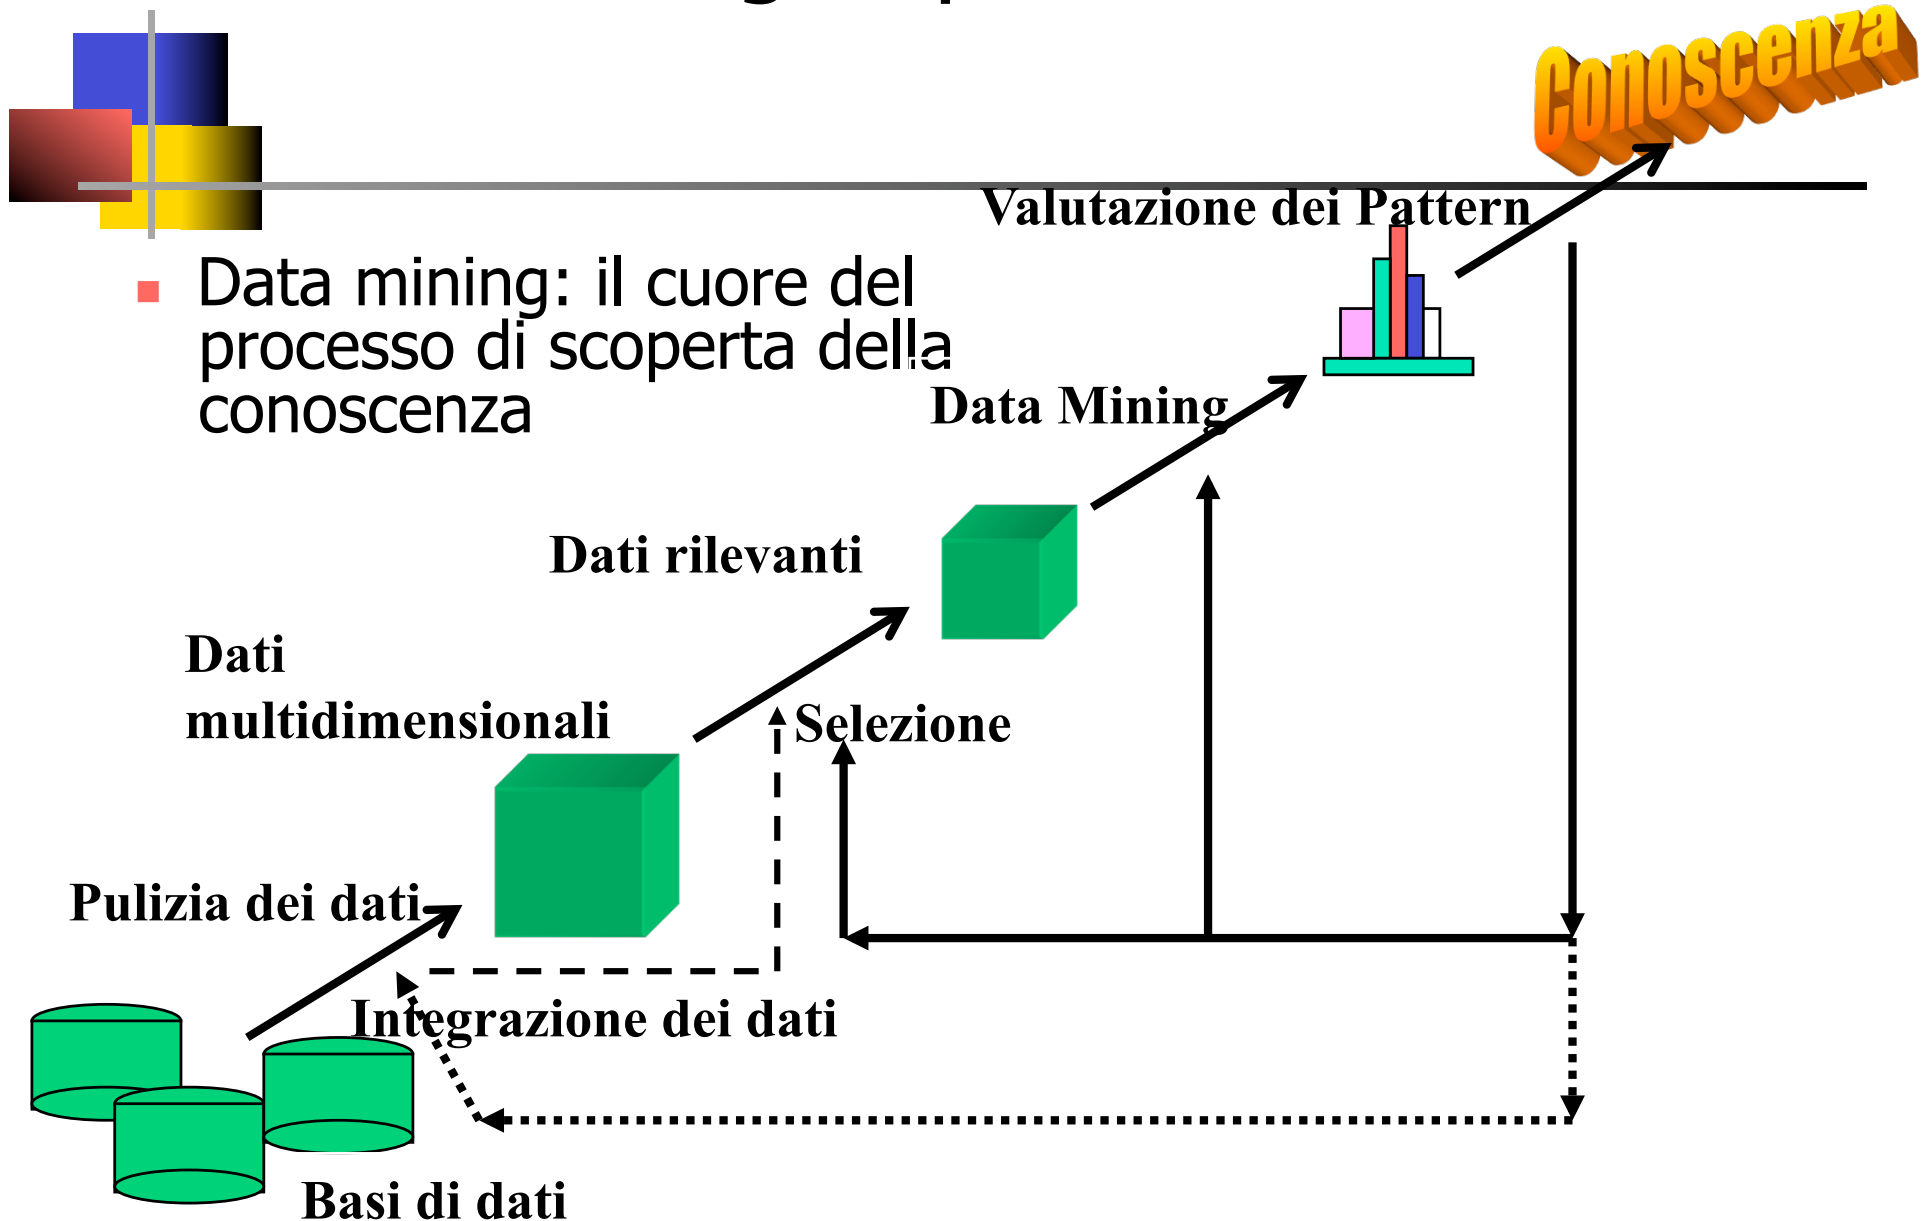 Conoscenza
Valutazione dei Pattern
Data mining: il cuore del
processo di scoperta della
conoscenza
Data Mining
Dati rilevanti
Dati
multidimensionali
Selezione
Pulizia dei dati
Integrazione dei dati
Basi di dati